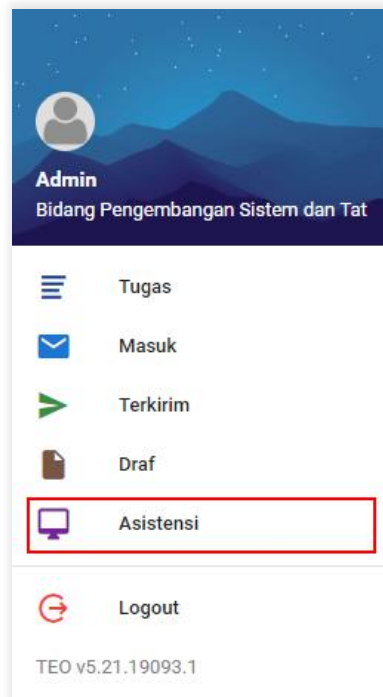 Admin
Bidang Pengembangan Sistem dan Tat
Tugas
Masuk
Terkirim
Draf
Asistensi
Logout
TEO v5.21.19093.1